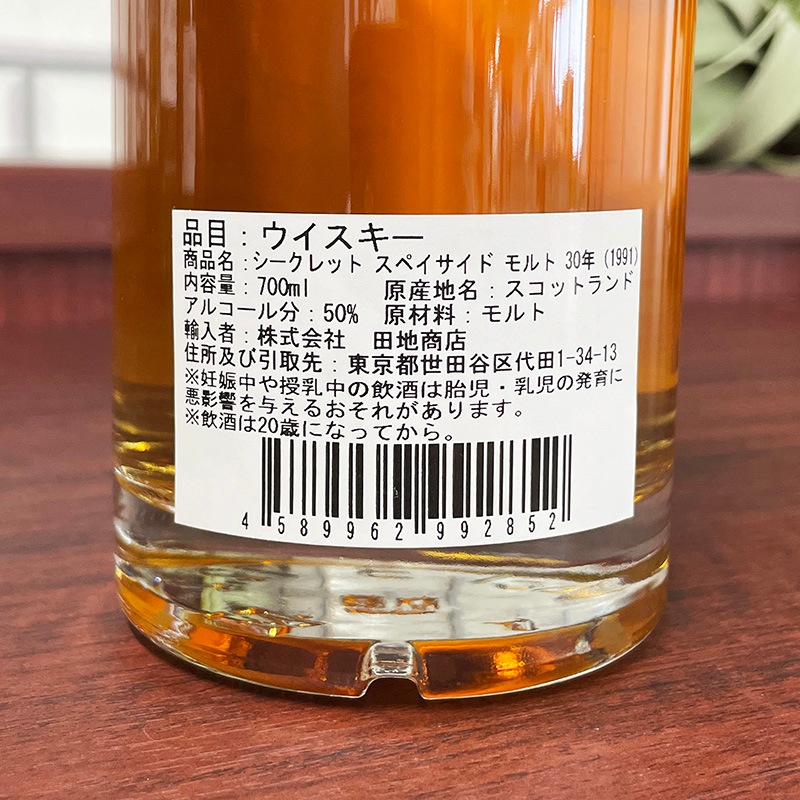 品目：ウイスキー
商品名：シークレット スペイサイド モルト 30年（1991）
内容量：700ml 原産地名：スコットランド
アルコール分：50% 原材料：モルト
輸入者：株式会社 田地商店
住所及び引取先：東京都世田谷区代田1-34-13
※妊娠中や授乳中の飲酒は胎児・乳児の発育に
悪影響を与えるおそれがあります。
※飲酒は20歳になってから。
4 589962 992852